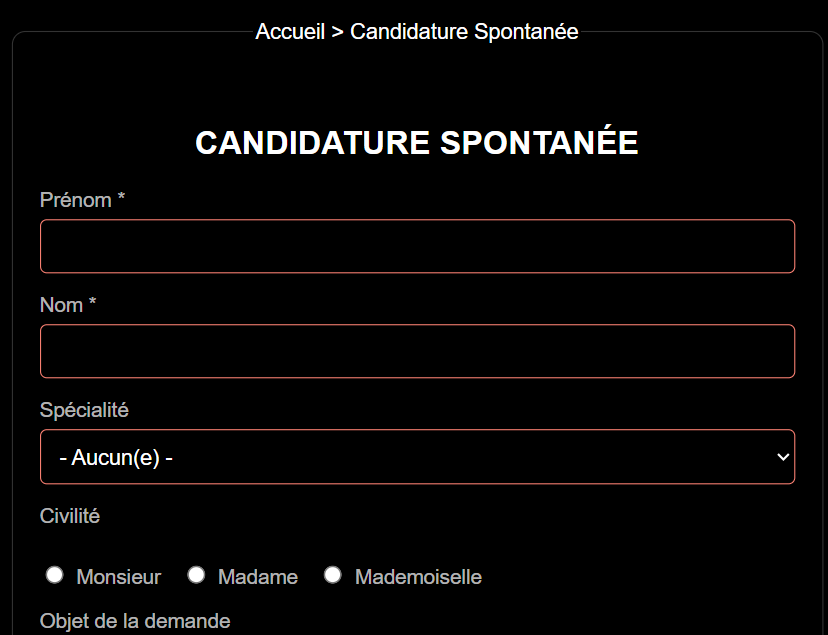 Accueil > Candidature Spontanée
CANDIDATURE SPONTANÉE
Prénom *
Nom *
Spécialité
- Aucun(e) -
Civilité
Monsieur Madame Mademoiselle
Objet de la demande